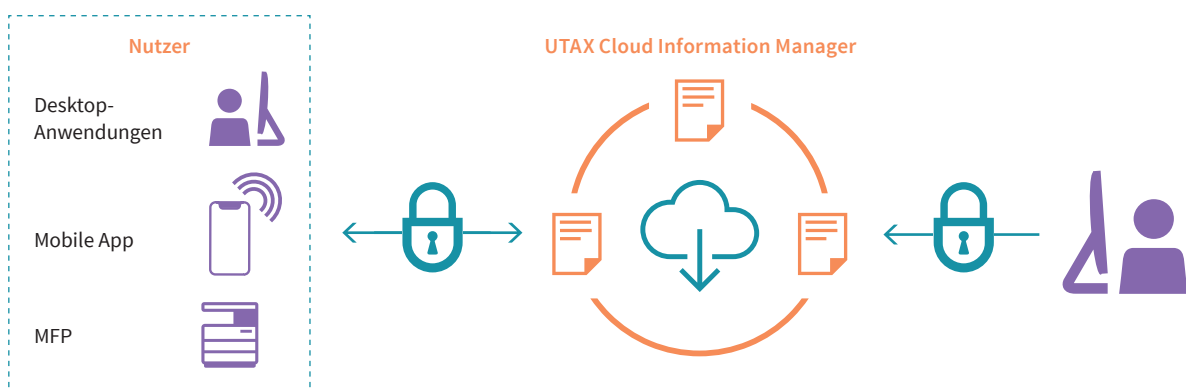 Nutzer
Desktop-
Anwendungen
Mobile App
MFP
UTAX Cloud Information Manager